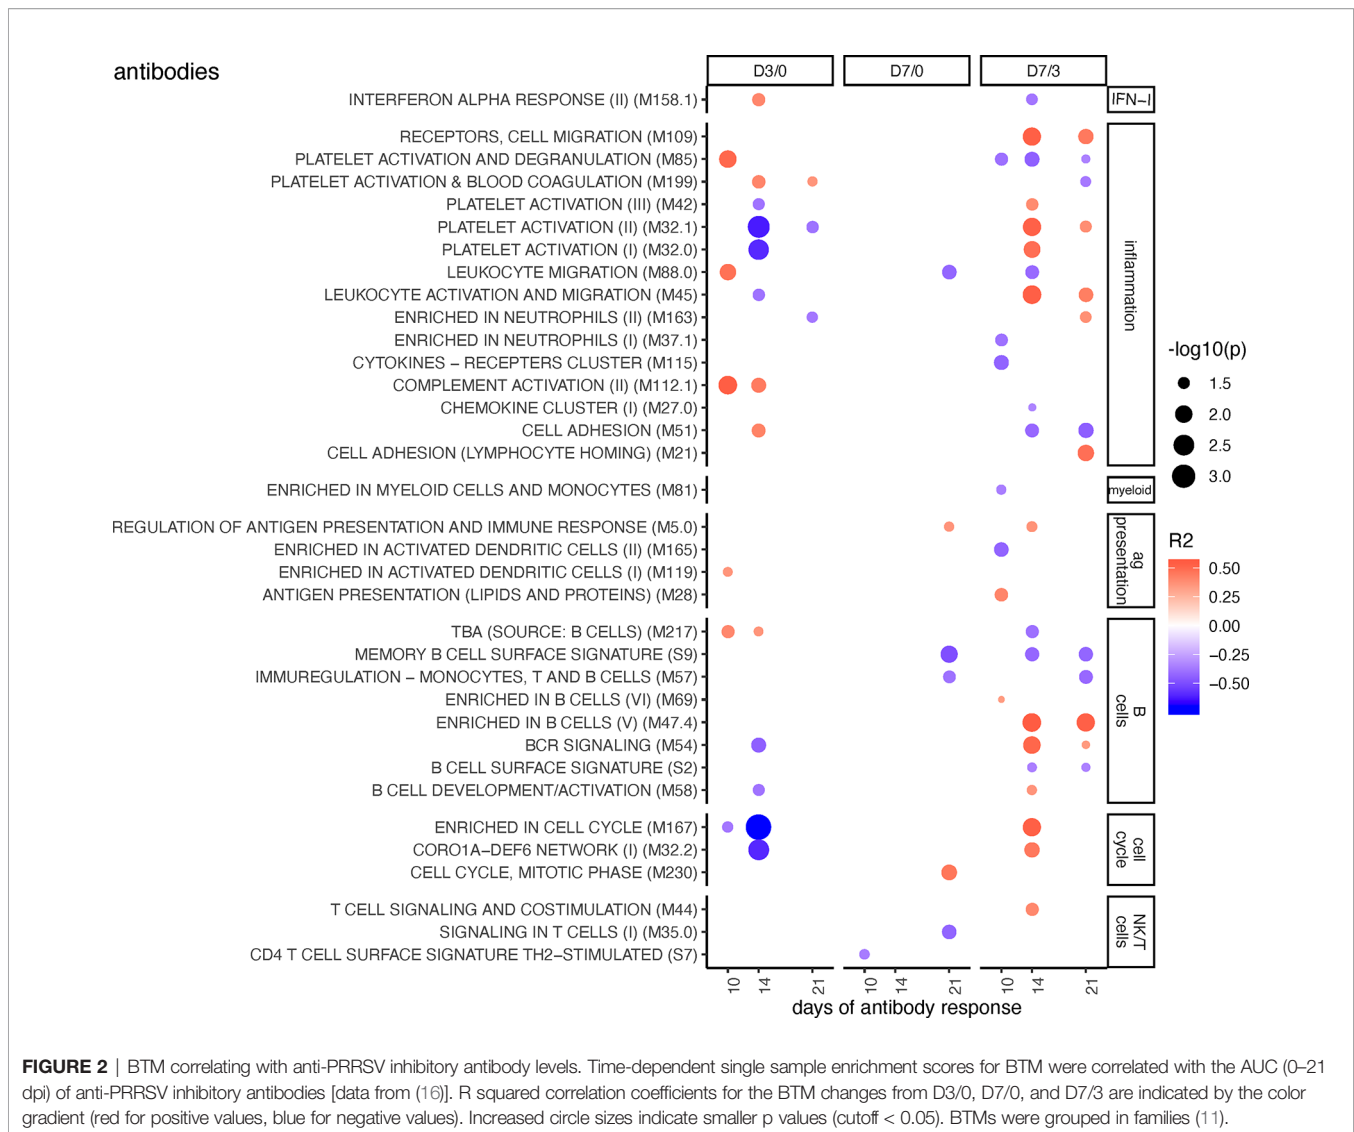 antibodies
D3/0
D7/0
D7/3
INTERFERON ALPHA RESPONSE (II) (M158.1)
IFN−I
RECEPTORS, CELL MIGRATION (M109)
PLATELET ACTIVATION AND DEGRANULATION (M85)
PLATELET ACTIVATION & BLOOD COAGULATION (M199)
PLATELET ACTIVATION (III) (M42)
PLATELET ACTIVATION (II) (M32.1)
PLATELET ACTIVATION (I) (M32.0)
LEUKOCYTE MIGRATION (M88.0)
LEUKOCYTE ACTIVATION AND MIGRATION (M45)
ENRICHED IN NEUTROPHILS (II) (M163)
ENRICHED IN NEUTROPHILS (I) (M37.1)
CYTOKINES − RECEPTERS CLUSTER (M115)
COMPLEMENT ACTIVATION (II) (M112.1)
CHEMOKINE CLUSTER (I) (M27.0)
CELL ADHESION (M51)
CELL ADHESION (LYMPHOCYTE HOMING) (M21)
inflammation
ENRICHED IN MYELOID CELLS AND MONOCYTES (M81)
myeloid
REGULATION OF ANTIGEN PRESENTATION AND IMMUNE RESPONSE (M5.0)
ENRICHED IN ACTIVATED DENDRITIC CELLS (II) (M165)
ENRICHED IN ACTIVATED DENDRITIC CELLS (I) (M119)
ANTIGEN PRESENTATION (LIPIDS AND PROTEINS) (M28)
ag
presentation
TBA (SOURCE: B CELLS) (M217)
MEMORY B CELL SURFACE SIGNATURE (S9)
IMMUREGULATION − MONOCYTES, T AND B CELLS (M57)
ENRICHED IN B CELLS (VI) (M69)
ENRICHED IN B CELLS (V) (M47.4)
BCR SIGNALING (M54)
B CELL SURFACE SIGNATURE (S2)
B CELL DEVELOPMENT/ACTIVATION (M58)
B
cells
ENRICHED IN CELL CYCLE (M167)
CORO1A−DEF6 NETWORK (I) (M32.2)
CELL CYCLE, MITOTIC PHASE (M230)
cell
cycle
T CELL SIGNALING AND COSTIMULATION (M44)
SIGNALING IN T CELLS (I) (M35.0)
CD4 T CELL SURFACE SIGNATURE TH2−STIMULATED (S7)
NK/T
cells
10 14 21
10 14 21
10 14 21
days of antibody response
-log10(p)
1.5
2.0
2.5
3.0
R2
0.50
0.25
0.00
−0.25
−0.50
FIGURE 2 | BTM correlating with anti-PRRSV inhibitory antibody levels. Time-dependent single sample enrichment scores for BTM were correlated with the AUC (0–21
dpi) of anti-PRRSV inhibitory antibodies [data from (16)]. R squared correlation coefficients for the BTM changes from D3/0, D7/0, and D7/3 are indicated by the color
gradient (red for positive values, blue for negative values). Increased circle sizes indicate smaller p values (cutoff < 0.05). BTMs were grouped in families (11).